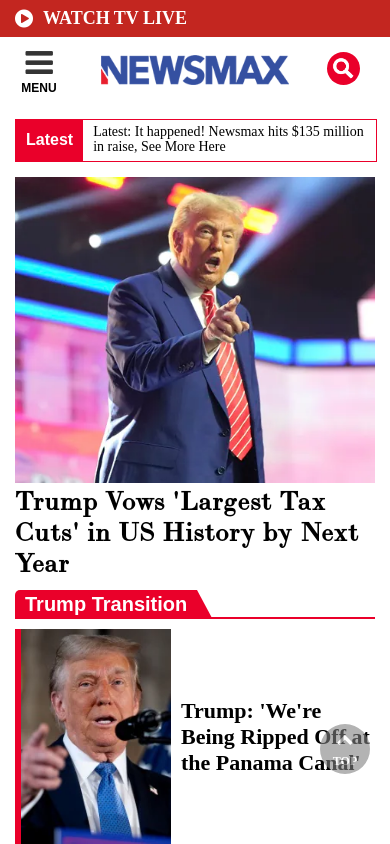 WATCH TV LIVE
MENU
NEWSMAX
Latest
Latest: It happened! Newsmax hits $135 million
in raise, See More Here
Trump Vows 'Largest Tax
Cuts' in US History by Next
Year
Trump Transition
Trump: 'We're
Being Ripped Off at
the Panama Canal'
TOP